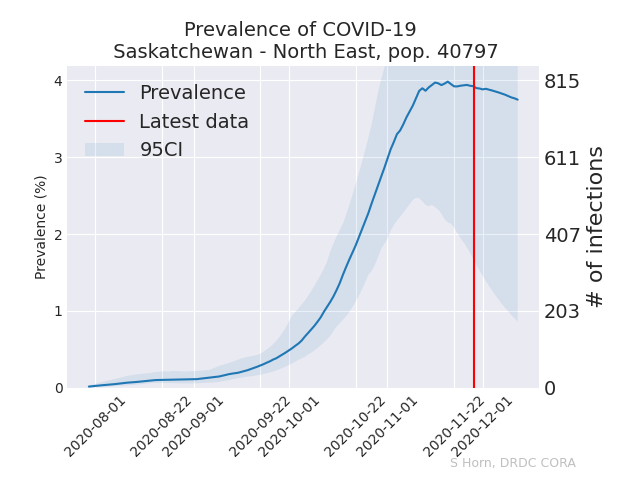 Prevalence of COVID-19
Saskatchewan - North East, pop. 40797
Prevalence
Latest data
95CI
Prevalence (%)
4
3
2
1
0
815
611
407
203
0
# of infections
2020-08-01
2020-08-22
2020-09-01
2020-09-22
2020-10-01
2020-10-22
2020-11-01
2020-11-22
2020-12-01
S Horn, DRDC CORA